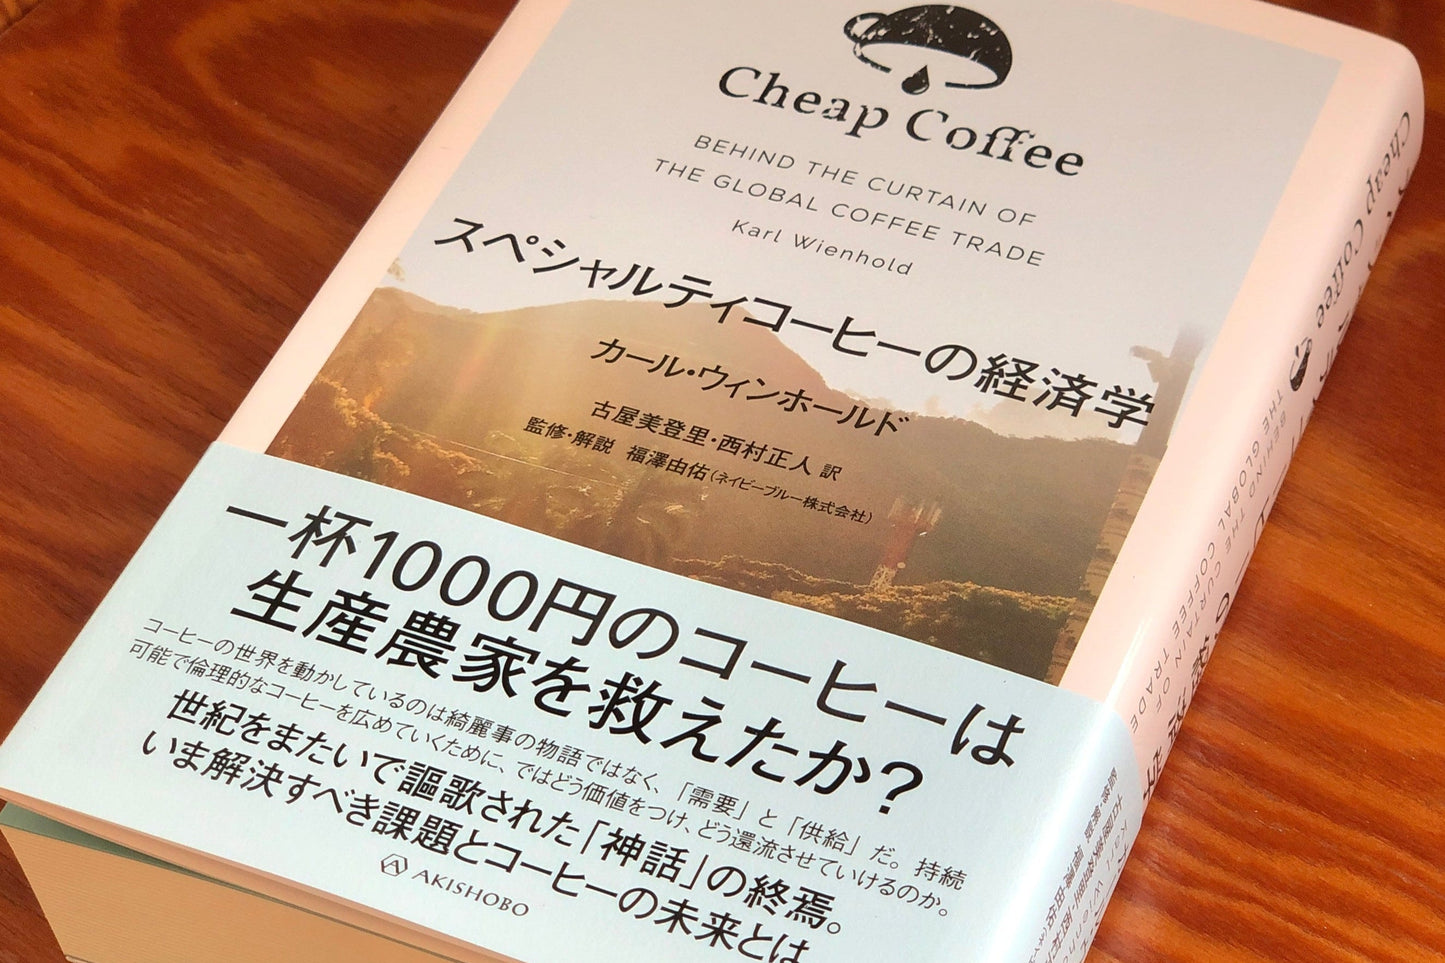 Cheap Coffee
BEHIND THE CURTAIN OF
THE GLOBAL COFFEE TRADE
Karl Wienhold
スペシャルティコーヒーの経済学
カール・ウィンホールド
古屋美登里・西村正人 訳
監修・解説 福澤由佑(ネイビーブルー株式会社)
一杯1000円のコーヒーは
生産農家を救えたか?
コーヒーの世界を動かしているのは綺麗事の物語ではなく、「需要」と「供給」だ。持続
可能で倫理的なコーヒーを広めていくために、ではどう価値をつけ、どう還流させていけるのか。
世紀をまたいで謳歌された「神話」の終焉。
いま解決すべき課題とコーヒーの未来とは
AKISHOBO
Cheap Coffee
BEHIND THE CURTAIN OF
THE GLOBAL COFFEE TRADE